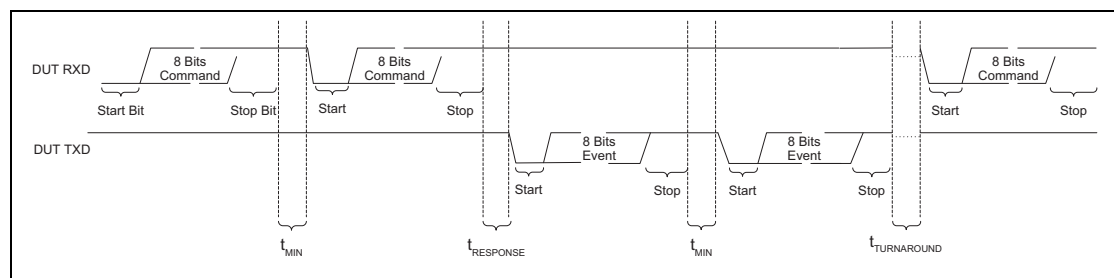 DUT RXD
8 Bits
Command
Start Bit
Stop Bit
8 Bits
Command
Start
Stop
8 Bits
Command
Start
Stop
DUT TXD
8 Bits
Event
Start
Stop
8 Bits
Event
Start
Stop
tMIN
tRESPONSE
tMIN
tTURNAROUND